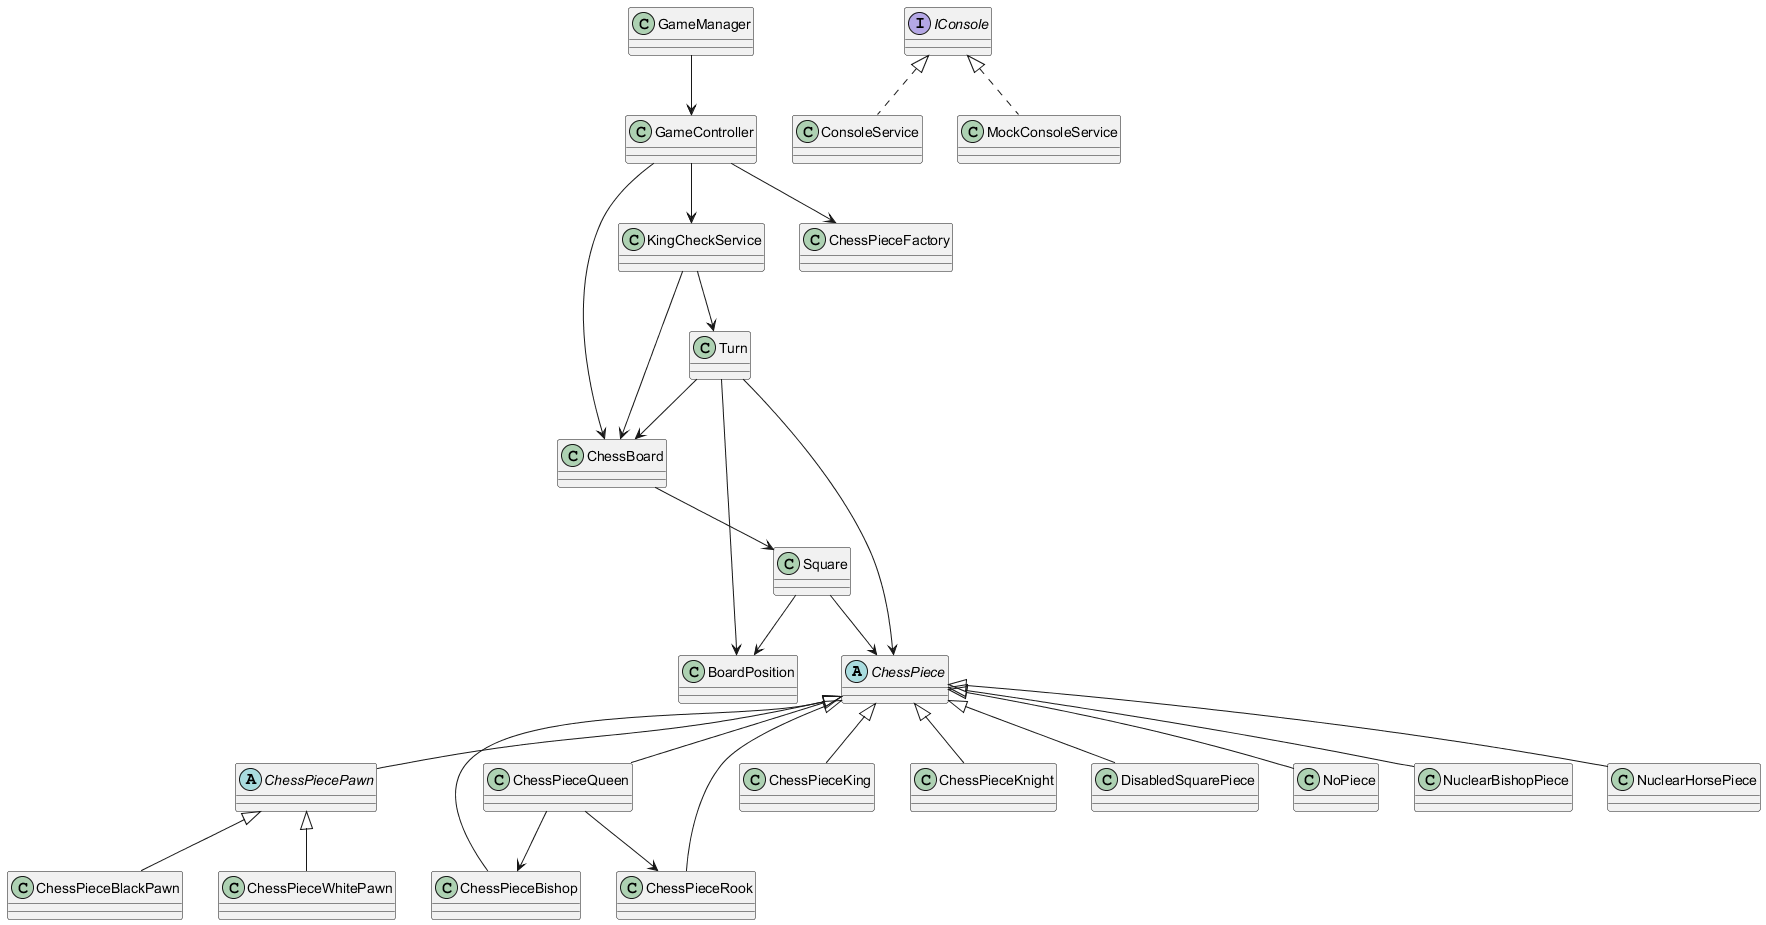 C GameManager
I IConsole
C GameController
C ConsoleService
C MockConsoleService
C KingCheckService
C ChessPieceFactory
C Turn
C ChessBoard
C Square
C BoardPosition
A ChessPiece
A ChessPiecePawn
C ChessPieceQueen
C ChessPieceKing
C ChessPieceKnight
C DisabledSquarePiece
C NoPiece
C NuclearBishopPiece
C NuclearHorsePiece
C ChessPieceBlackPawn
C ChessPieceWhitePawn
C ChessPieceBishop
C ChessPieceRook